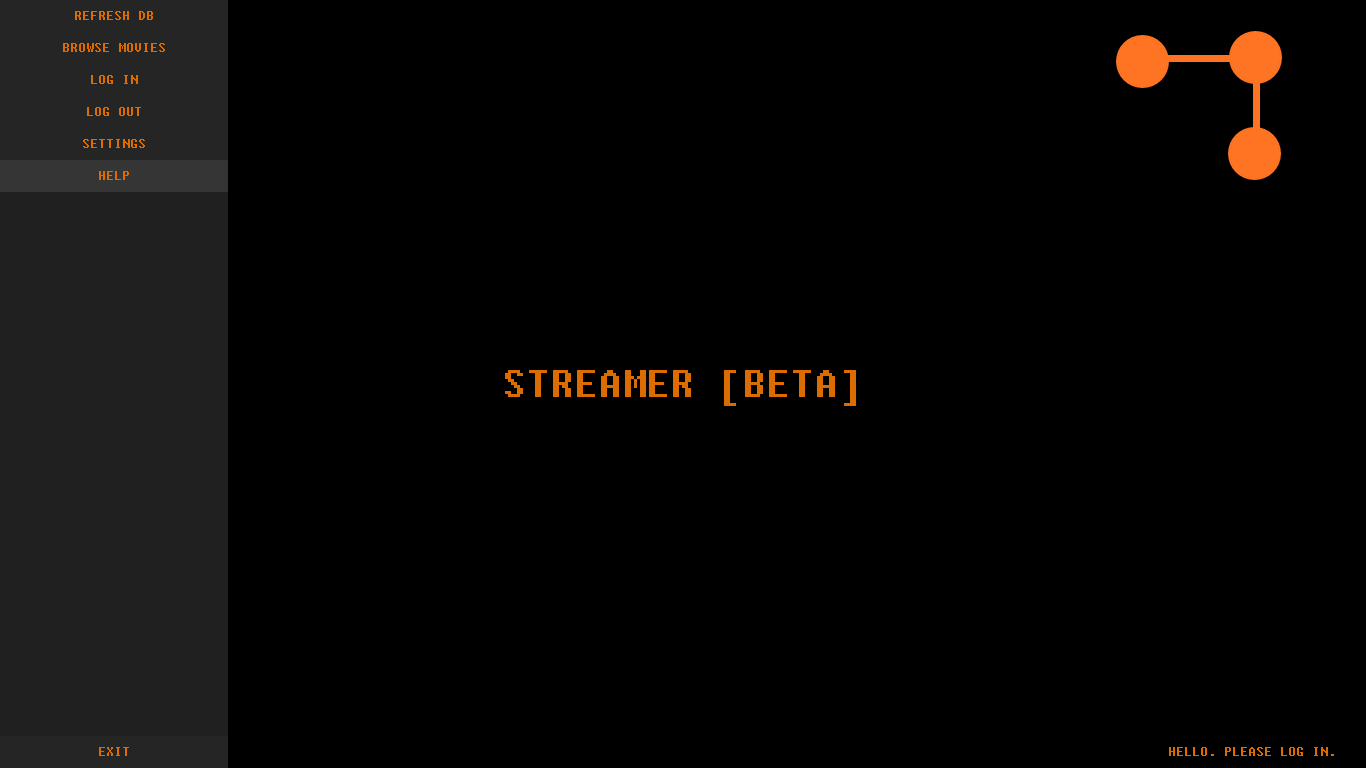 REFRESH DB
BROWSE MOVIES
LOG IN
LOG OUT
SETTINGS
HELP
STREAMER [BETA]
EXIT
HELLO. PLEASE LOG IN.